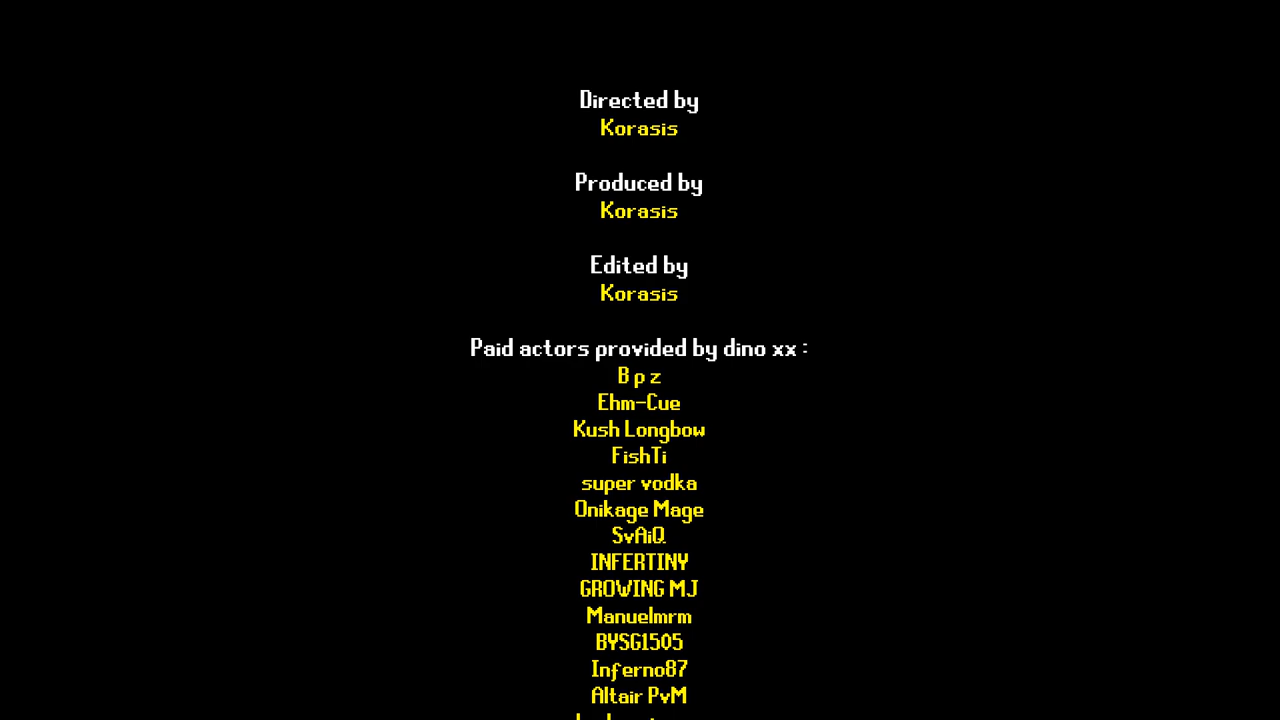 Directed by
Korasis
Produced by
Korasis
Edited by
Korasis
Paid actors provided by dino xx :
B p z
Ehm-Cue
Kush Longbow
FishTi
super vodka
Onikage Mage
SvAiQ
INFERTINY
GROWING MJ
Manuelmrm
BYSG1505
Inferno87
Altair PvM